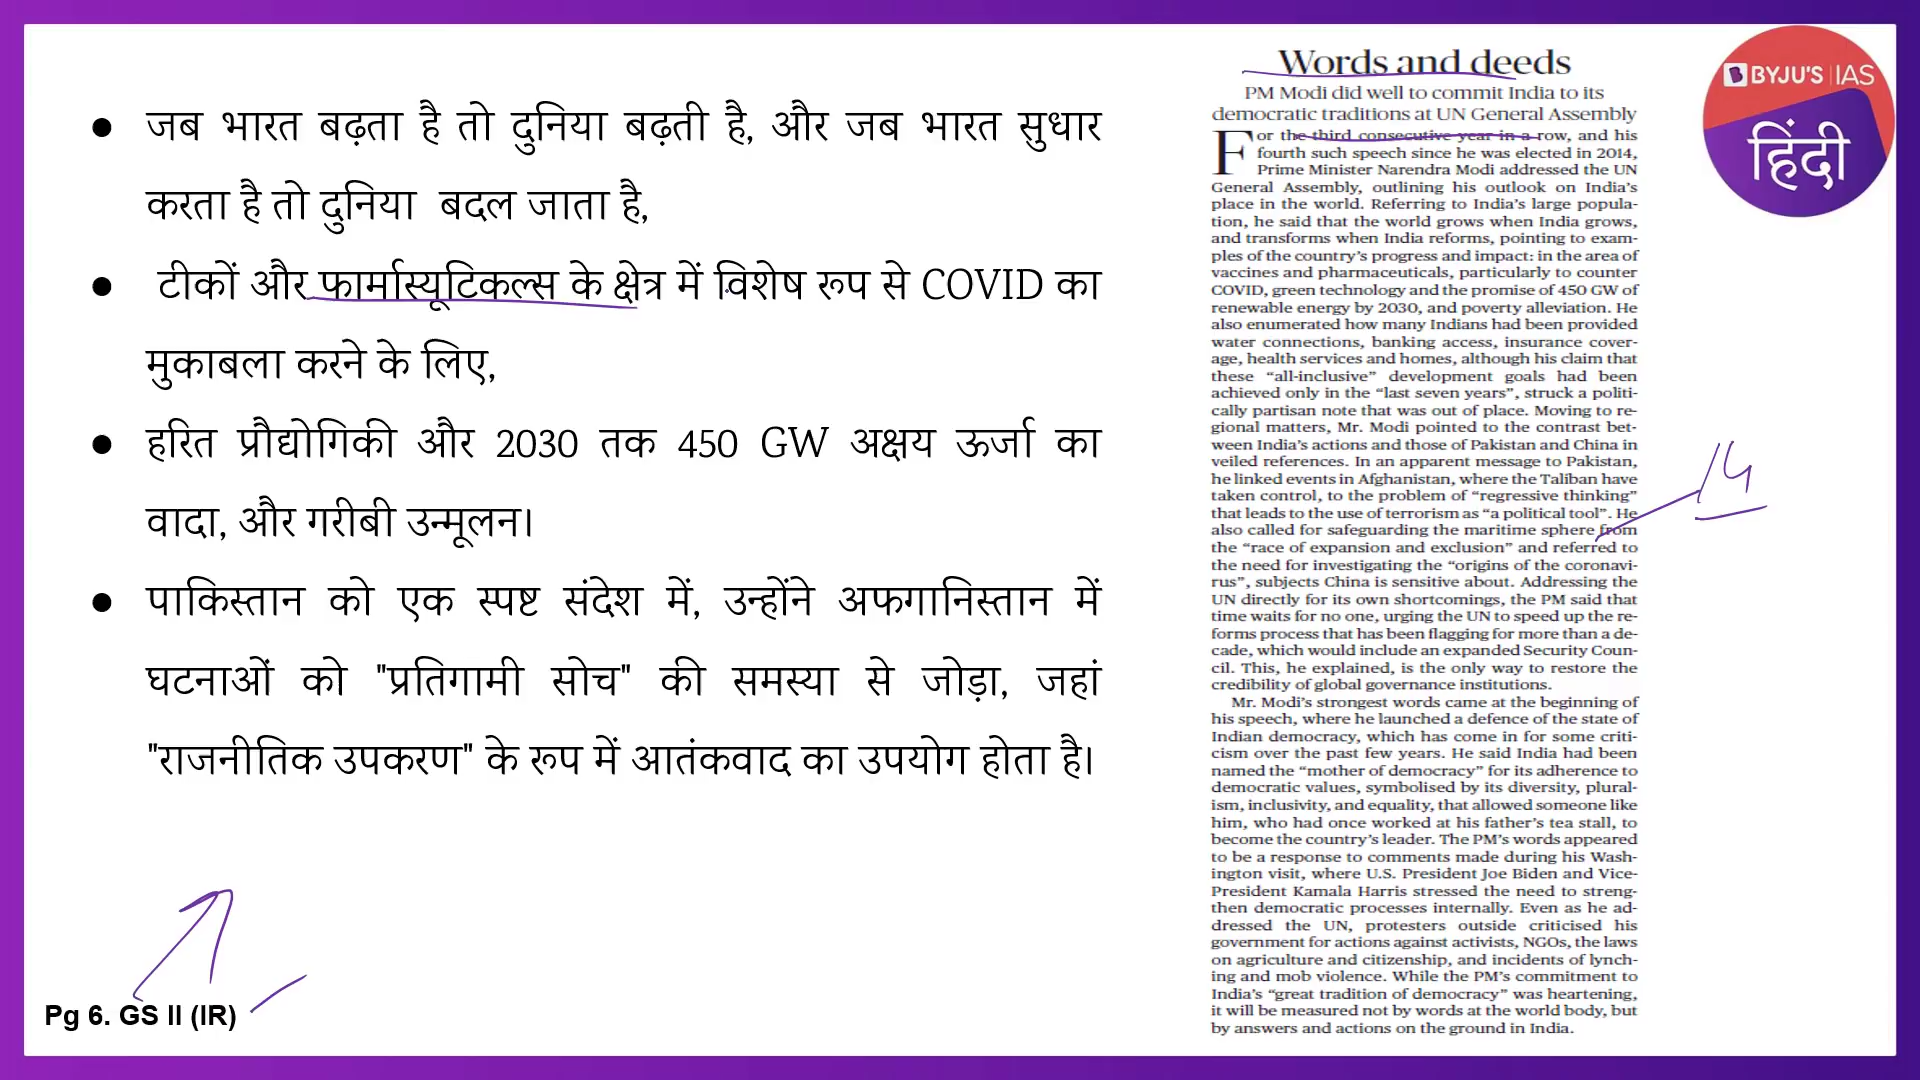 जब भारत बढ़ता है तो दुनिया बढ़ती है, और जब भारत सुधार
करता है तो दुनिया बदल जाता है,
टीकों और फार्मास्यूटिकल्स के क्षेत्र में विशेष रूप से COVID का
मुकाबला करने के लिए,
हरित प्रौद्योगिकी और 2030 तक 450 GW अक्षय ऊर्जा का
वादा, और गरीबी उन्मूलन।
पाकिस्तान को एक स्पष्ट संदेश में, उन्होंने अफगानिस्तान में
घटनाओं को "प्रतिगामी सोच" की समस्या से जोड़ा, जहां
"राजनीतिक उपकरण" के रूप में आतंकवाद का उपयोग होता है।
Pg 6. GS II (IR)
Words and deeds
PM Modi did well to commit India to its
democratic traditions at UN General Assembly
For the third consecutive year in a row, and his
fourth such speech since he was elected in 2014,
Prime Minister Narendra Modi addressed the UN
General Assembly, outlining his outlook on India's
place in the world. Referring to India's large popula-
tion, he said that the world grows when India grows,
and transforms when India reforms, pointing to exam-
ples of the country's progress and impact: in the area of
vaccines and pharmaceuticals, particularly to counter
COVID, green technology and the promise of 450 GW of
renewable energy by 2030, and poverty alleviation. He
also enumerated how many Indians had been provided
water connections, banking access, insurance cover-
age, health services and homes, although his claim that
these “all-inclusive” development goals had been
achieved only in the “last seven years”, struck a politi-
cally partisan note that was out of place. Moving to re-
gional matters, Mr. Modi pointed to the contrast bet-
ween India's actions and those of Pakistan and China in
veiled references. In an apparent message to Pakistan,
he linked events in Afghanistan, where the Taliban have
taken control, to the problem of “regressive thinking”
that leads to the use of terrorism as “a political tool”. He
also called for safeguarding the maritime sphere from
the “race of expansion and exclusion” and referred to
the need for investigating the “origins of the coronavi-
rus”, subjects China is sensitive about. Addressing the
UN directly for its own shortcomings, the PM said that
time waits for no one, urging the UN to speed up the re-
forms process that has been flagging for more than a de-
cade, which would include an expanded Security Coun-
cil. This, he explained, is the only way to restore the
credibility of global governance institutions.
Mr. Modi's strongest words came at the beginning of
his speech, where he launched a defence of the state of
Indian democracy, which has come in for some criti-
cism over the past few years. He said India had been
named the “mother of democracy” for its adherence to
democratic values, symbolised by its diversity, plural-
ism, inclusivity, and equality, that allowed someone like
him, who had once worked at his father's tea stall, to
become the country's leader. The PM's words appeared
to be a response to comments made during his Wash-
ington visit, where U.S. President Joe Biden and Vice-
President Kamala Harris stressed the need to streng-
then democratic processes internally. Even as he ad-
dressed the UN, protesters outside criticised his
government for actions against activists, NGOs, the laws
on agriculture and citizenship, and incidents of lynch-
ing and mob violence. While the PM's commitment to
India's “great tradition of democracy” was heartening,
it will be measured not by words at the world body, but
by answers and actions on the ground in India.
BYJU'S IAS
हिंदी